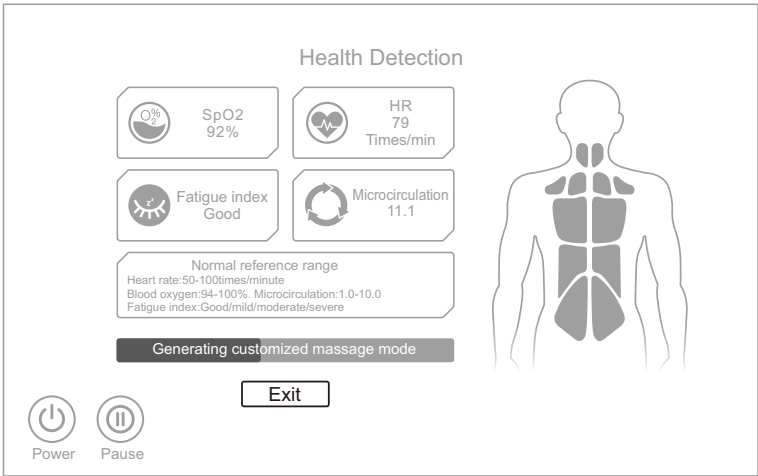 Health Detection
SpO2
92%
HR
79
Times/min
Fatigue index
Good
Microcirculation
11.1
Normal reference range
Heart rate:50-100times/minute
Blood oxygen:94-100%. Microcirculation:1.0-10.0
Fatigue index:Good/mild/moderate/severe
Generating customized massage mode
Exit
Power
Pause
O%2
zz